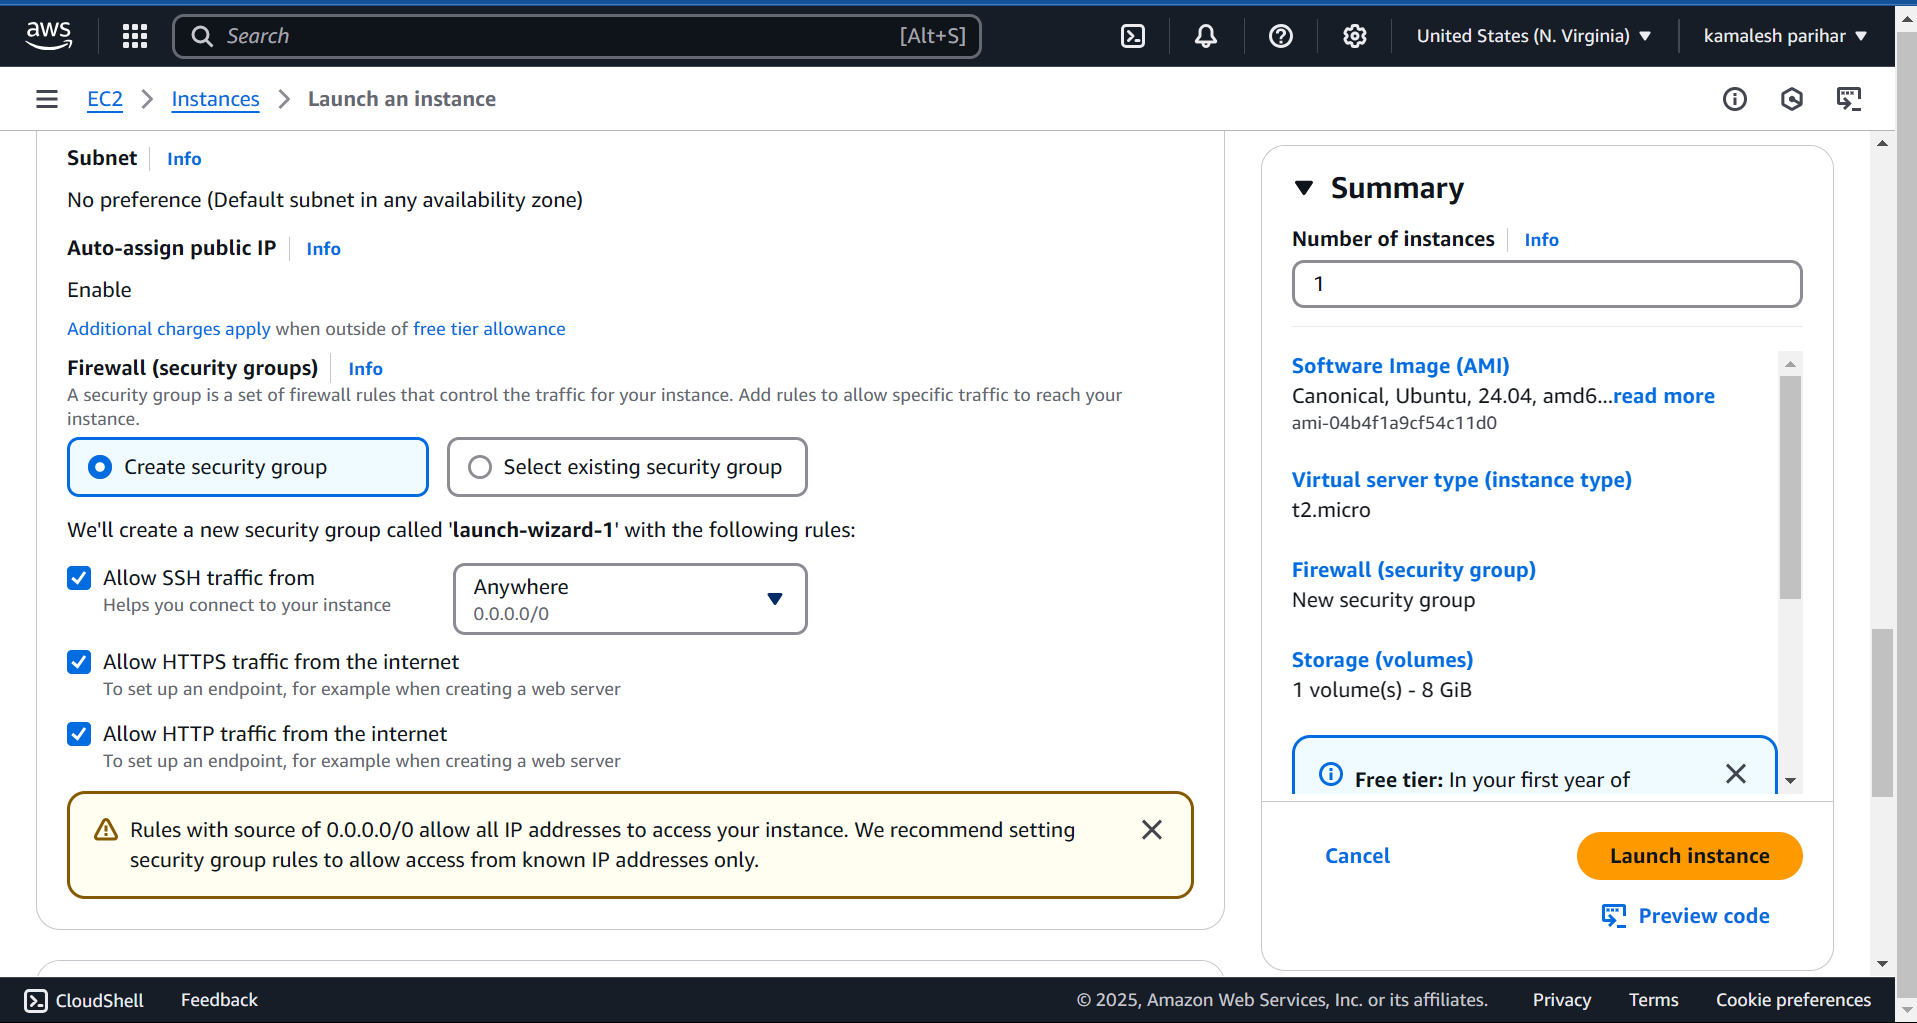 aws
Search
[Alt+S]
United States (N. Virginia)
kamalesh parihar
EC2
Instances
Launch an instance
Subnet
Info
No preference (Default subnet in any availability zone)
Auto-assign public IP
Info
Enable
Additional charges apply when outside of free tier allowance
Firewall (security groups)
Info
A security group is a set of firewall rules that control the traffic for your instance. Add rules to allow specific traffic to reach your
instance.
Create security group
Select existing security group
We'll create a new security group called 'launch-wizard-1' with the following rules:
Allow SSH traffic from
Helps you connect to your instance
Anywhere
0.0.0.0/0
Allow HTTPS traffic from the internet
To set up an endpoint, for example when creating a web server
Allow HTTP traffic from the internet
To set up an endpoint, for example when creating a web server
Rules with source of 0.0.0.0/0 allow all IP addresses to access your instance. We recommend setting
security group rules to allow access from known IP addresses only.
Summary
Number of instances
Info
1
Software Image (AMI)
Canonical, Ubuntu, 24.04, amd6...read more
ami-04b4f1a9cf54c11d0
Virtual server type (instance type)
t2.micro
Firewall (security group)
New security group
Storage (volumes)
1 volume(s) - 8 GiB
Free tier: In your first year of
Cancel
Launch instance
Preview code
CloudShell
Feedback
© 2025, Amazon Web Services, Inc. or its affiliates.
Privacy
Terms
Cookie preferences